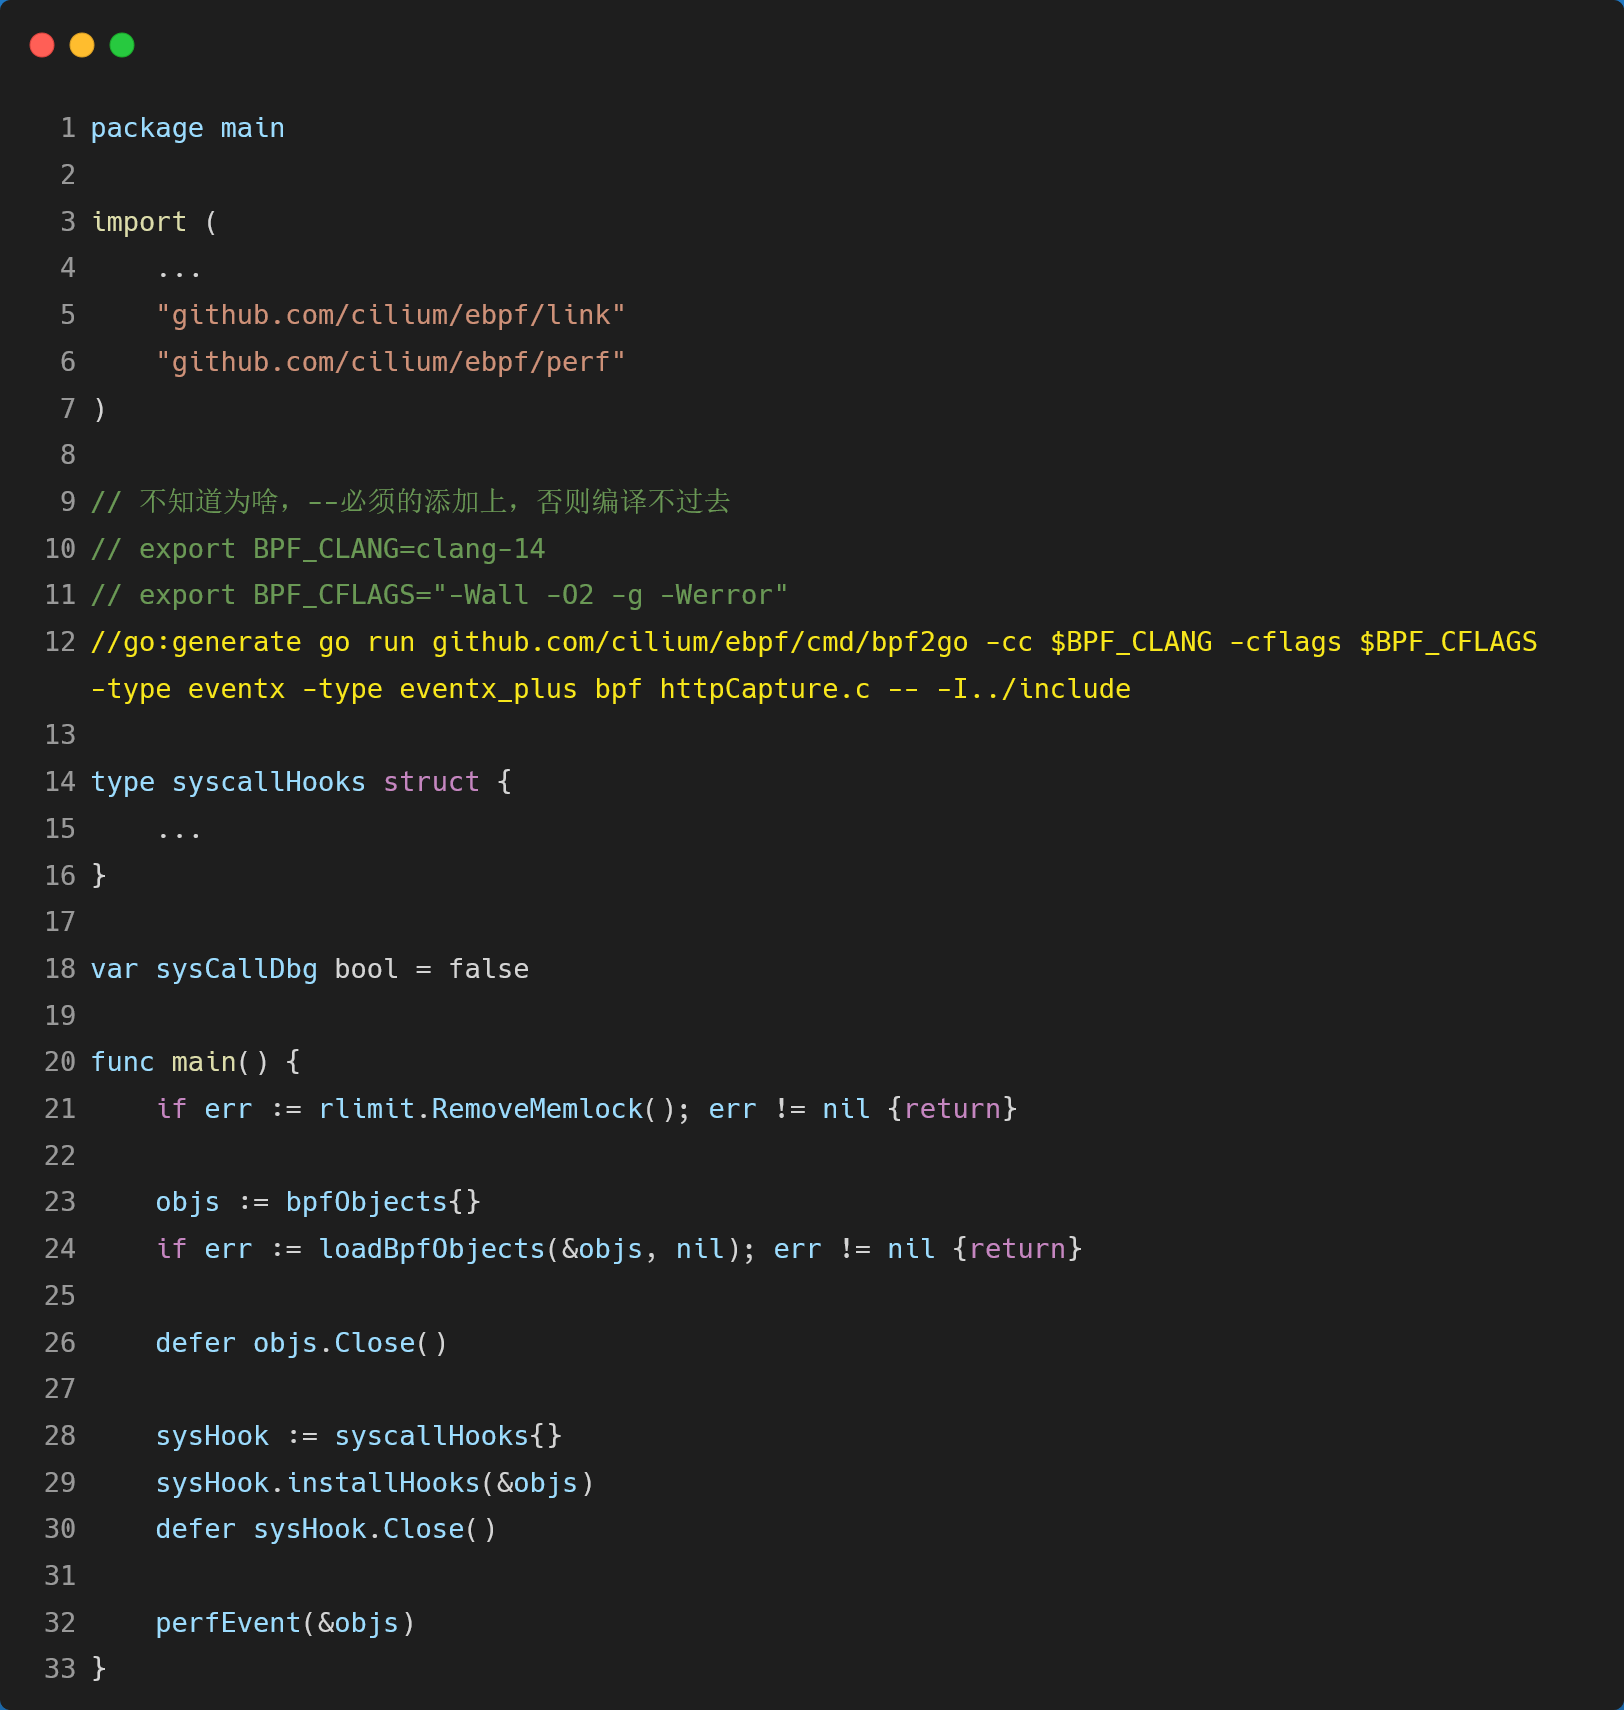 1 package main
2
3 import (
4     ...
5     "github.com/cilium/ebpf/link"
6     "github.com/cilium/ebpf/perf"
7 )
8
9 // 不知道为啥，--必须的添加上，否则编译不过去
10 // export BPF_CLANG=clang-14
11 // export BPF_CFLAGS="-Wall -O2 -g -Werror"
12 //go:generate go run github.com/cilium/ebpf/cmd/bpf2go -cc $BPF_CLANG -cflags $BPF_CFLAGS
-type eventx -type eventx_plus bpf httpCapture.c -- -I../include
13
14 type syscallHooks struct {
15     ...
16 }
17
18 var sysCallDbg bool = false
19
20 func main() {
21     if err := rlimit.RemoveMemlock(); err != nil {return}
22
23     objs := bpfObjects{}
24     if err := loadBpfObjects(&objs, nil); err != nil {return}
25
26     defer objs.Close()
27
28     sysHook := syscallHooks{}
29     sysHook.installHooks(&objs)
30     defer sysHook.Close()
31
32     perfEvent(&objs)
33 }